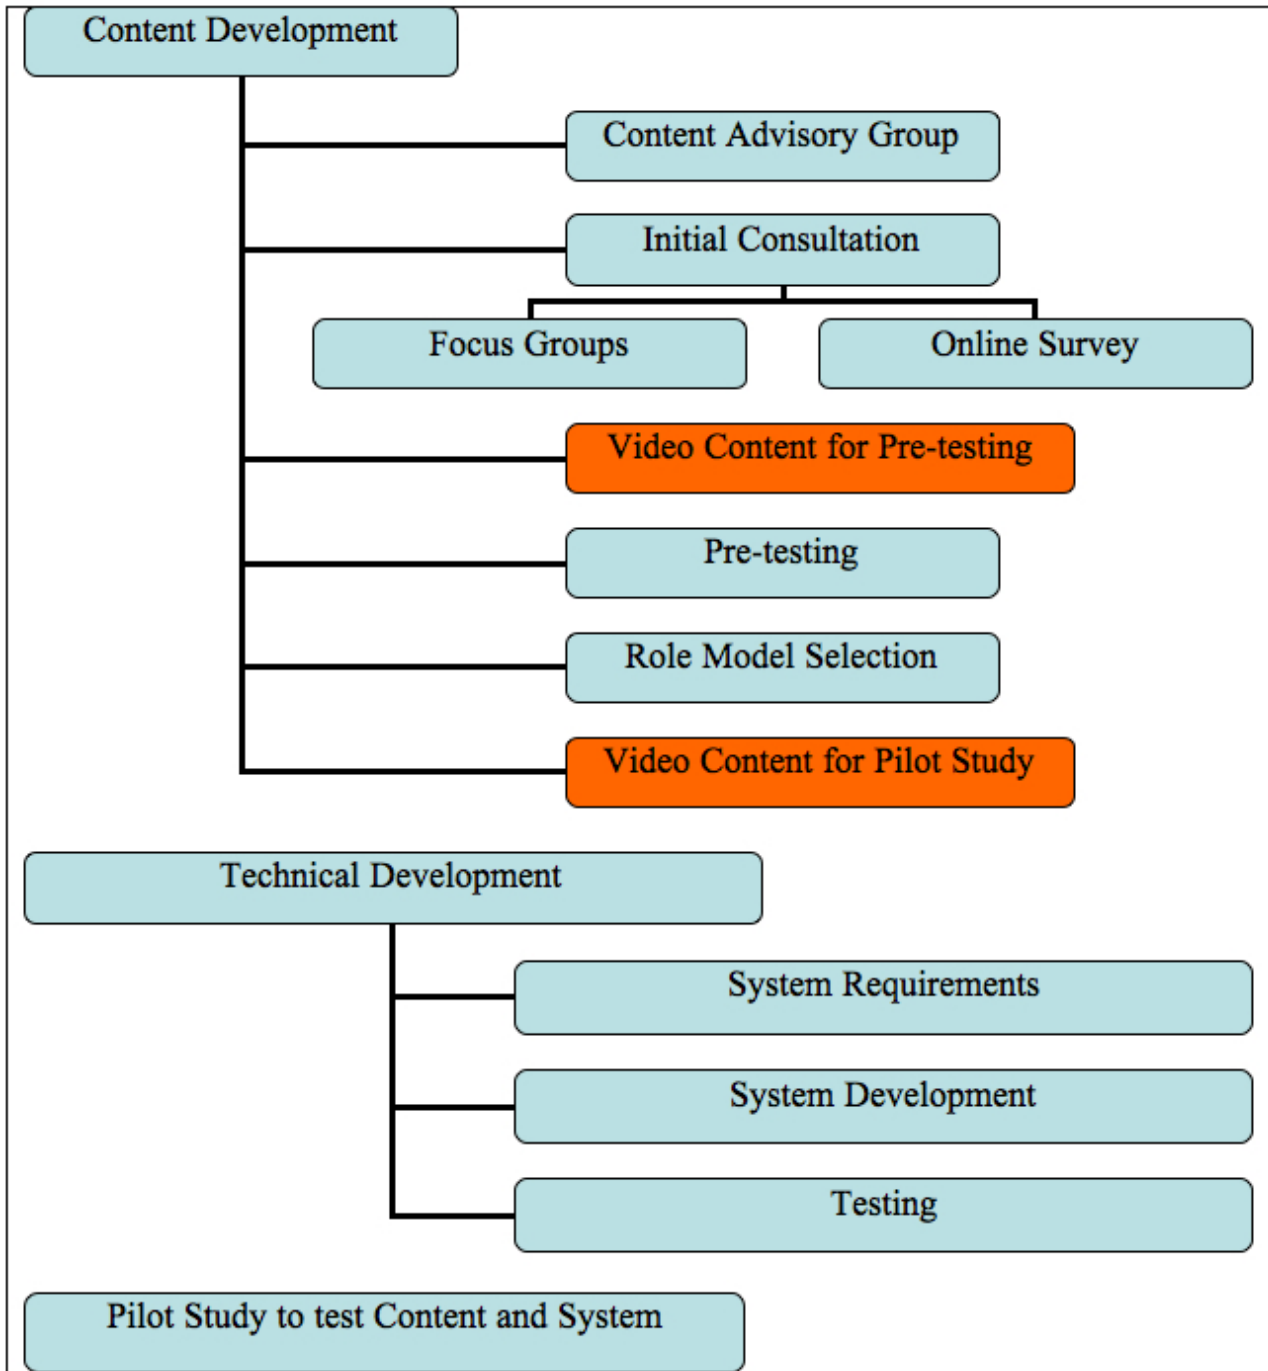 Content Development
Content Advisory Group
Initial Consultation
Focus Groups
Online Survey
Video Content for Pre-testing
Pre-testing
Role Model Selection
Video Content for Pilot Study
Technical Development
System Requirements
System Development
Testing
Pilot Study to test Content and System